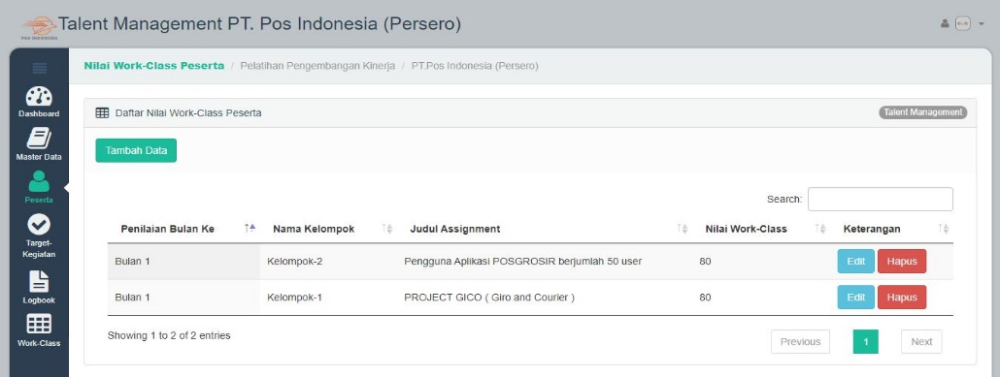 Talent Management PT. Pos Indonesia (Persero)
POS INDONESIA
Nilai Work-Class Peserta / Pelatihan Pengembangan Kinerja / PT.Pos Indonesia (Persero)
Dashboard
Master Data
Peserta
Target-
Kegiatan
Logbook
Work-Class
Daftar Nilai Work-Class Peserta Talent Management
Tambah Data
Search:
Penilaian Bulan Ke Nama Kelompok Judul Assignment Nilai Work-Class Keterangan
Bulan 1 Kelompok-2 Pengguna Aplikasi POSGROSIR berjumlah 50 user 80 Edit Hapus
Bulan 1 Kelompok-1 PROJECT GICO ( Giro and Courier ) 80 Edit Hapus
Showing 1 to 2 of 2 entries Previous 1 Next